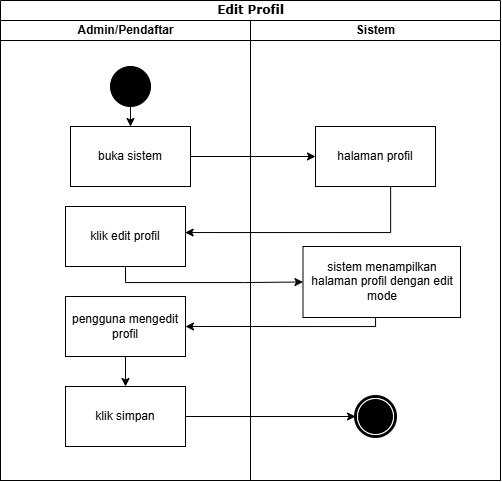 Edit Profil
Admin/Pendaftar
Sistem
buka sistem
halaman profil
klik edit profil
sistem menampilkan
halaman profil dengan edit
mode
pengguna mengedit
profil
klik simpan